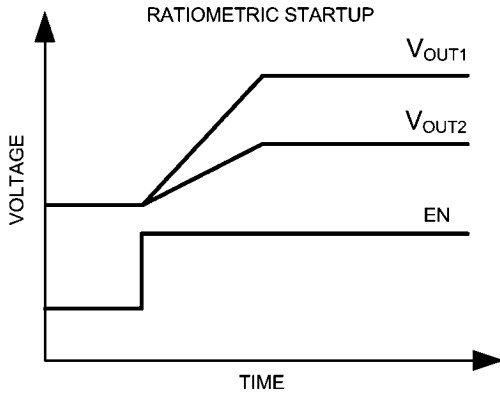 RATIOMETRIC STARTUP
VOUT1
VOUT2
EN
VOLTAGE
TIME